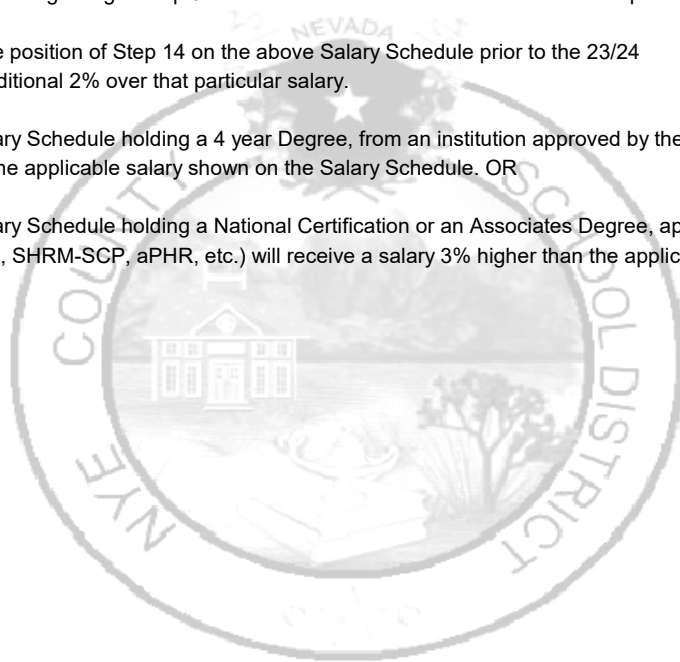 e position of Step 14 on the above Salary Schedule prior to the 23/24
ditional 2% over that particular salary.
ary Schedule holding a 4 year Degree, from an institution approved by the
he applicable salary shown on the Salary Schedule. OR
ary Schedule holding a National Certification or an Associates Degree, ap
, SHRM-SCP, aPHR, etc.) will receive a salary 3% higher than the applic
NEVADA
NYE COUNTY SCHOOL DISTRICT